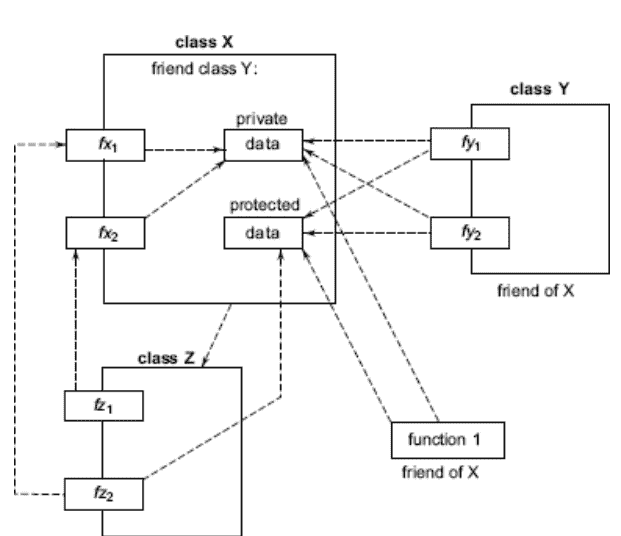 class X
friend class Y:
class Y
private
fx1
data
fy1
protected
fx2
data
fy2
friend of X
class Z
fz1
function 1
friend of X
fz2